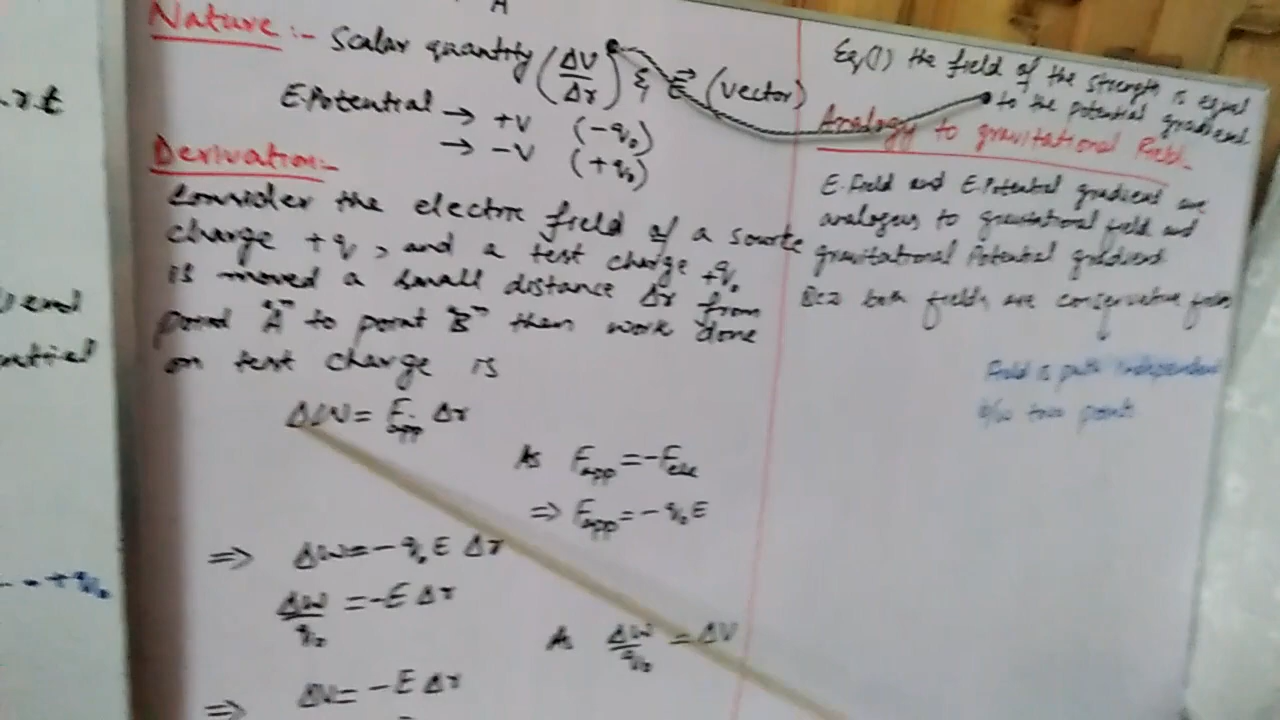 A
Nature :- Scalar quantity (ΔV/Δr) & E⃗ (vector)
E.Potential → +V (-q₀)
→ -V (+q₀)
Derivation:-
Consider the electric field of a source
charge +q, and a test charge +q₀
is moved a small distance Δr from
point "A" to point "B" then work done
on test charge is
ΔW = F_app . Δr
As F_app = -F_ele
⇒ F_app = -q₀E
⇒ ΔW = -q₀E Δr
ΔW/q₀ = -E Δr
As ΔW/q₀ = ΔV
⇒ ΔV = -E Δr
Eq(1) the field of the strength is equal
to the potential gradient
Analogy to gravitational Field-
E.Field and E.Potential gradient are
analogous to gravitational field and
gravitational Potential gradient
Bcz both fields are conservative
Field is path independent
b/w two points
.r.t
+q₀